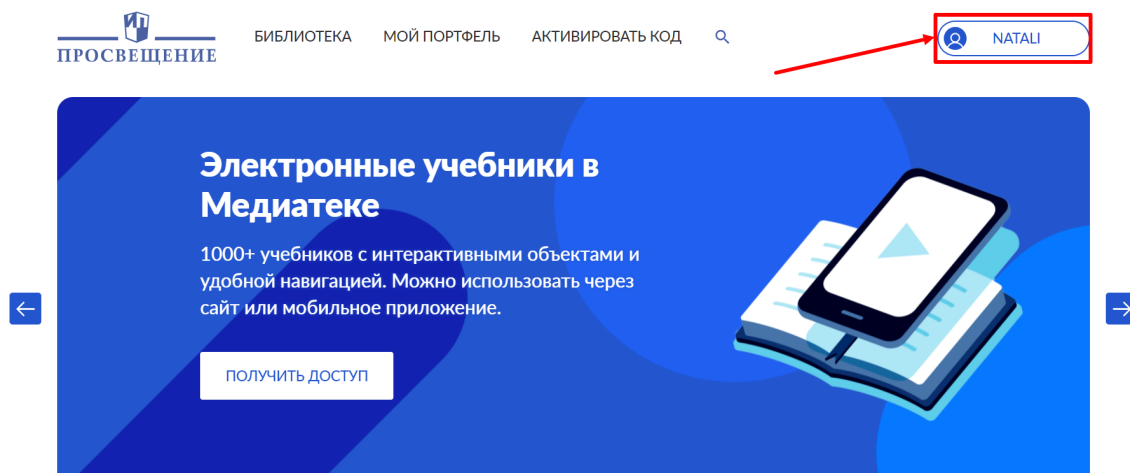 ИП
ПРОСВЕЩЕНИЕ
БИБЛИОТЕКА МОЙ ПОРТФЕЛЬ АКТИВИРОВАТЬ КОД
NATALI
Электронные учебники в
Медиатеке
1000+ учебников с интерактивными объектами и
удобной навигацией. Можно использовать через
сайт или мобильное приложение.
ПОЛУЧИТЬ ДОСТУП